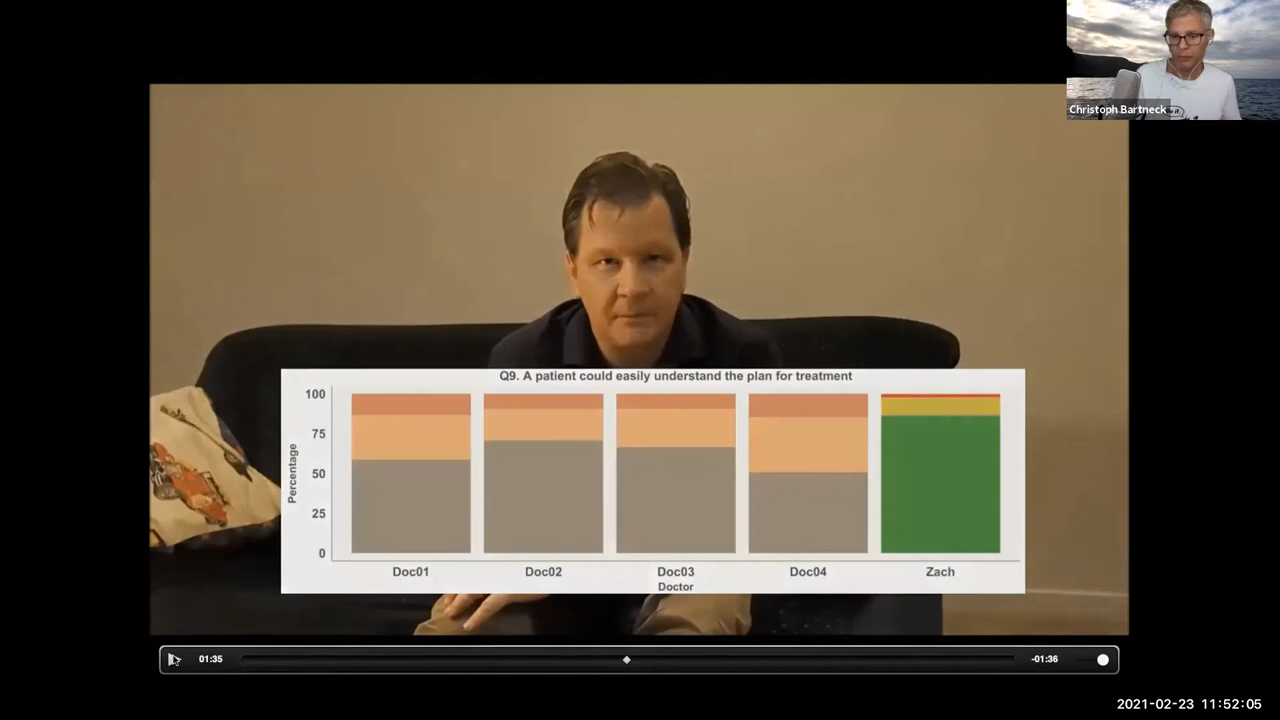 Christoph Bartneck
Q9. A patient could easily understand the plan for treatment
Percentage
100
75
50
25
0
Doc01 Doc02 Doc03 Doc04 Zach
Doctor
01:35 -01:36
2021-02-23 11:52:05